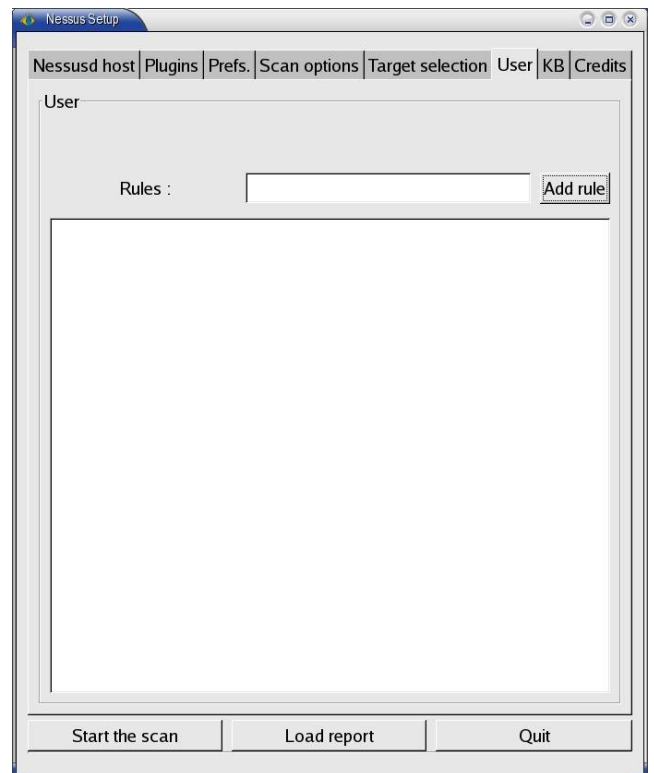 Nessus Setup
Nessusd host Plugins Prefs. Scan options Target selection User KB Credits
User
Rules : Add rule
Start the scan Load report Quit